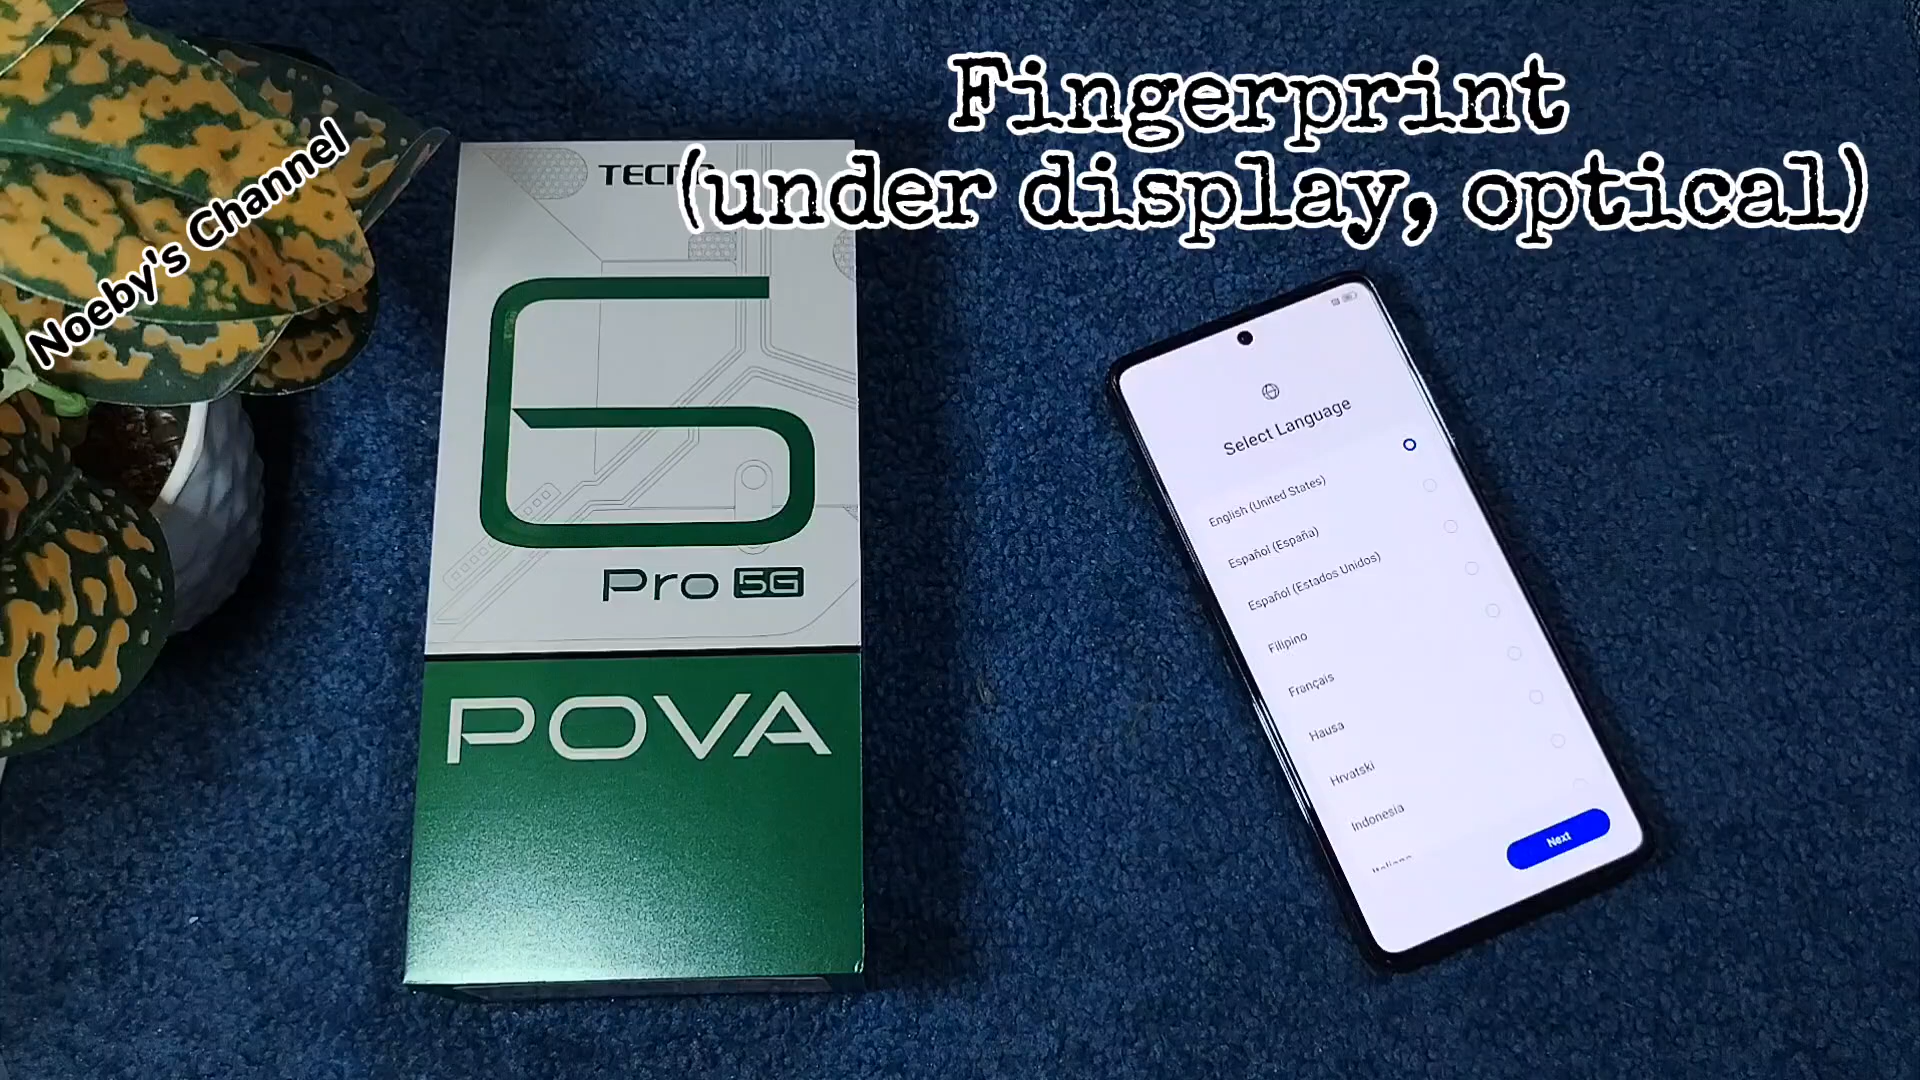 Fingerprint
(under display, optical)
Noeby's Channel
6
Pro 5G
POVA
Select Language
English (United States)
Español (España)
Español (Estados Unidos)
Filipino
Français
Hausa
Hrvatski
Indonesia
Next